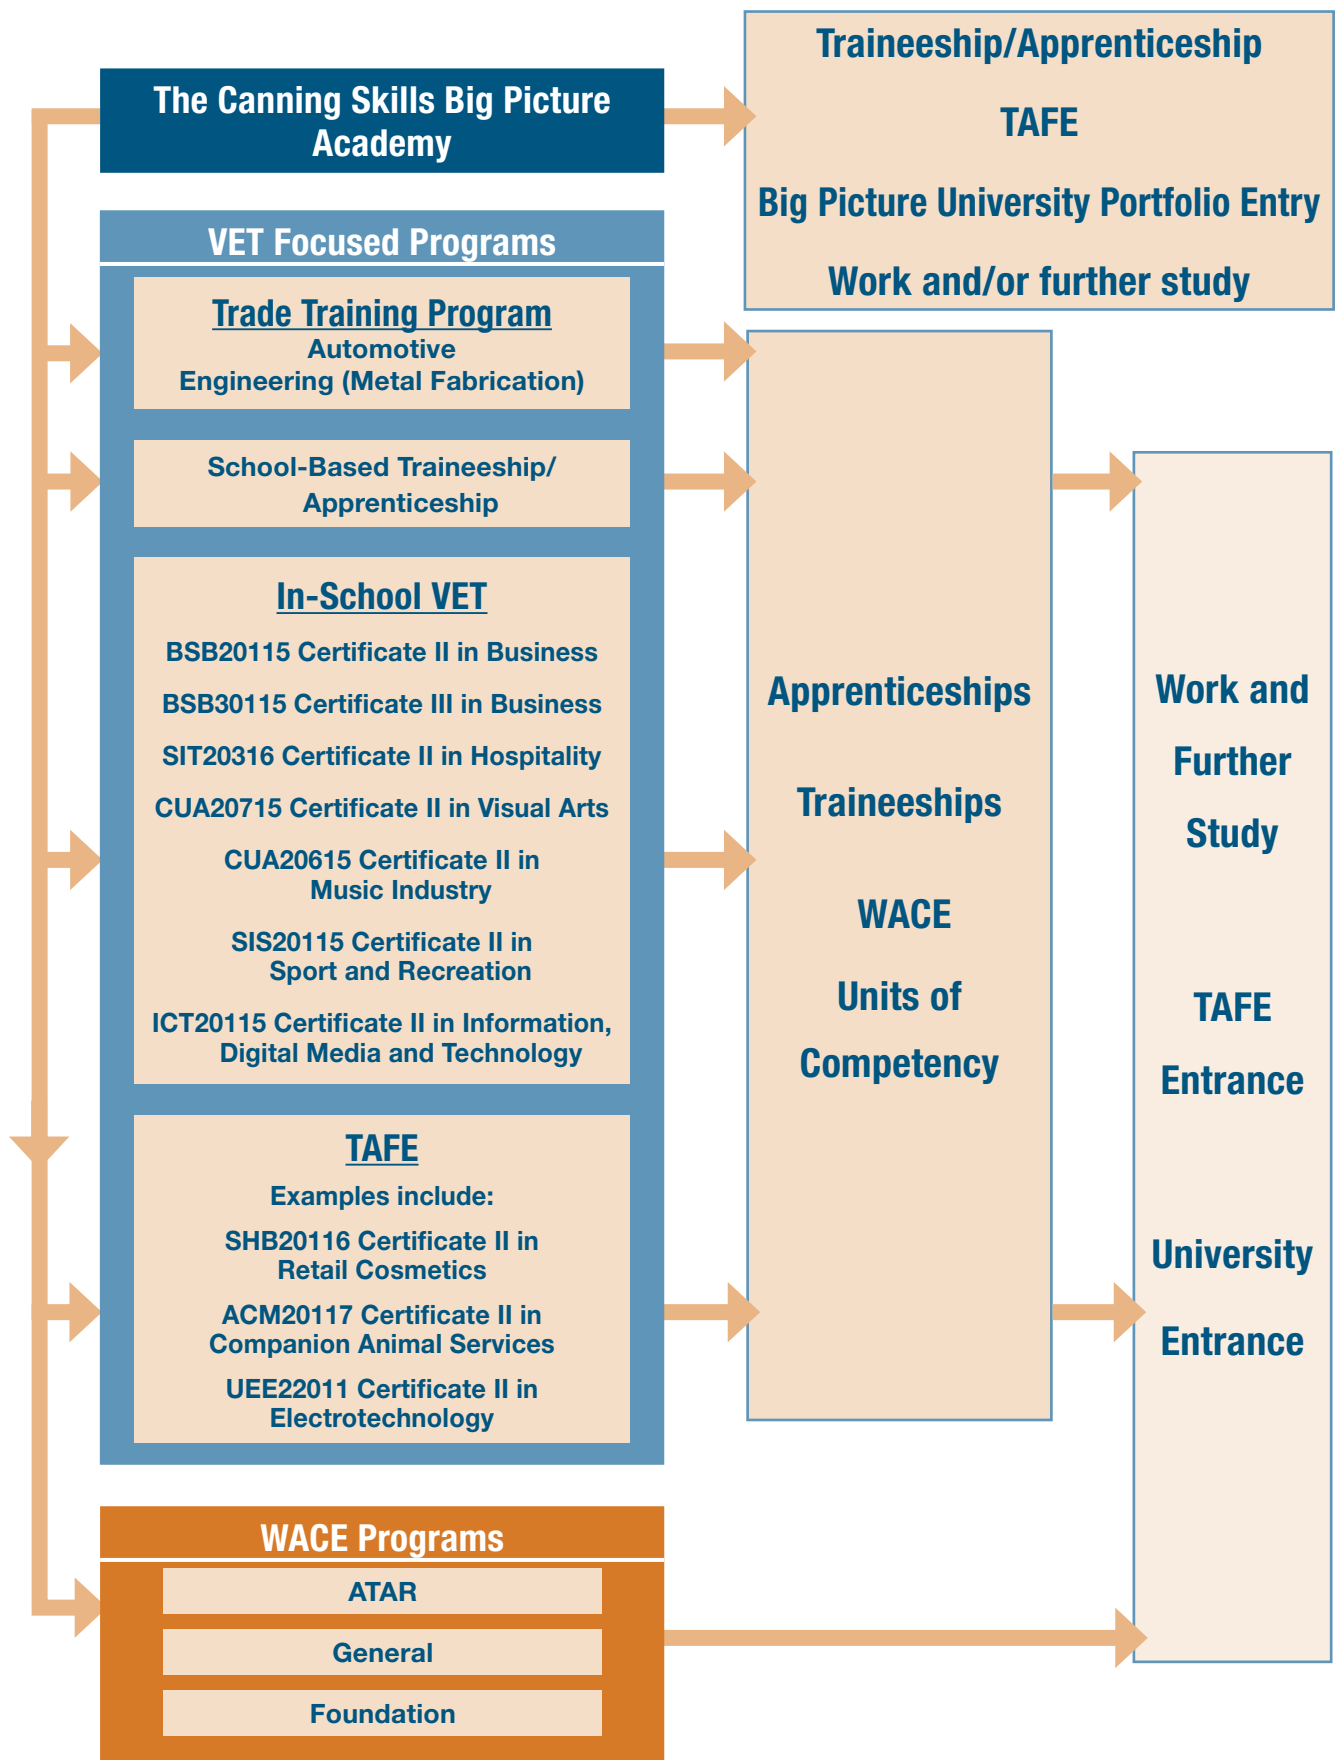 The Canning Skills Big Picture
Academy
Traineeship/Apprenticeship
TAFE
Big Picture University Portfolio Entry
Work and/or further study
VET Focused Programs
Trade Training Program
Automotive
Engineering (Metal Fabrication)
School-Based Traineeship/
Apprenticeship
In-School VET
BSB20115 Certificate II in Business
BSB30115 Certificate III in Business
SIT20316 Certificate II in Hospitality
CUA20715 Certificate II in Visual Arts
CUA20615 Certificate II in
Music Industry
SIS20115 Certificate II in
Sport and Recreation
ICT20115 Certificate II in Information,
Digital Media and Technology
TAFE
Examples include:
SHB20116 Certificate II in
Retail Cosmetics
ACM20117 Certificate II in
Companion Animal Services
UEE22011 Certificate II in
Electrotechnology
Apprenticeships
Traineeships
WACE
Units of
Competency
Work and
Further
Study
TAFE
Entrance
University
Entrance
WACE Programs
ATAR
General
Foundation